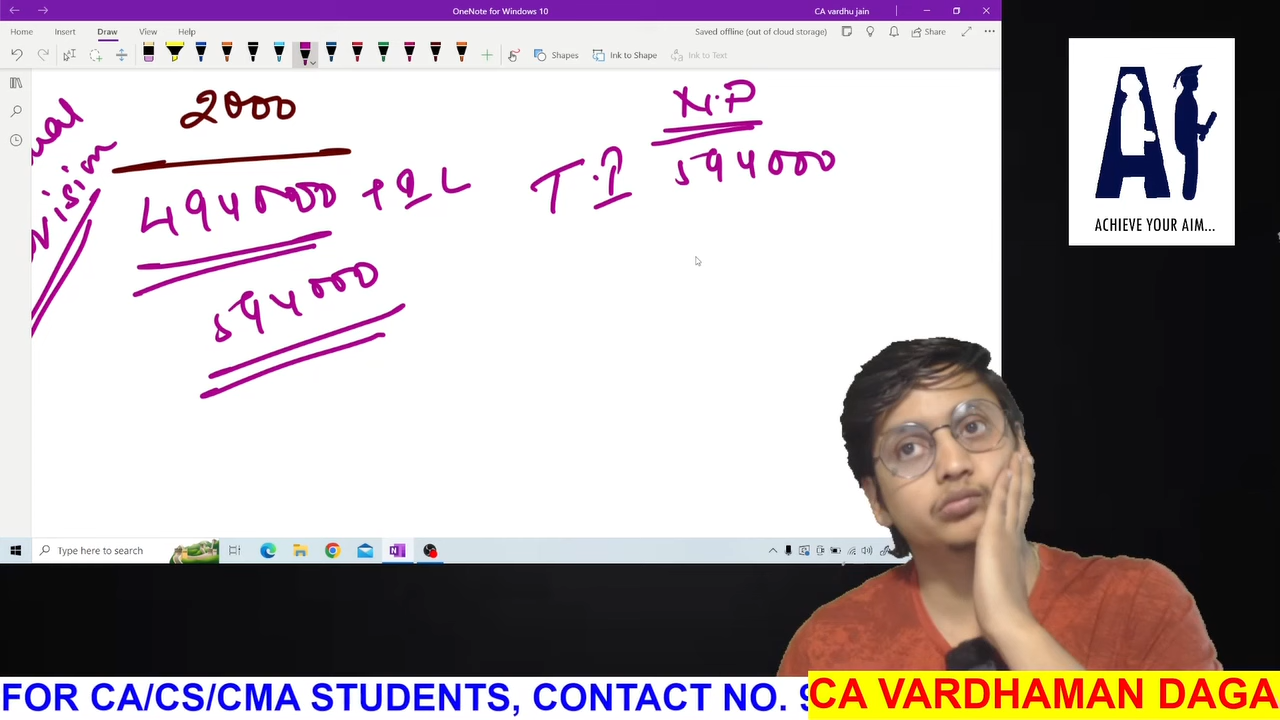 OneNote for Windows 10
CA vardhu jain
Home Insert Draw View Help
Saved offline (out of cloud storage)
Share
Shapes
Ink to Shape
Ink to Text
2000
N.P
494000 + 1 L
T.I 594000
594000
Type here to search
ACHIEVE YOUR AIM...
FOR CA/CS/CMA STUDENTS, CONTACT NO. 9
CA VARDHAMAN DAGA